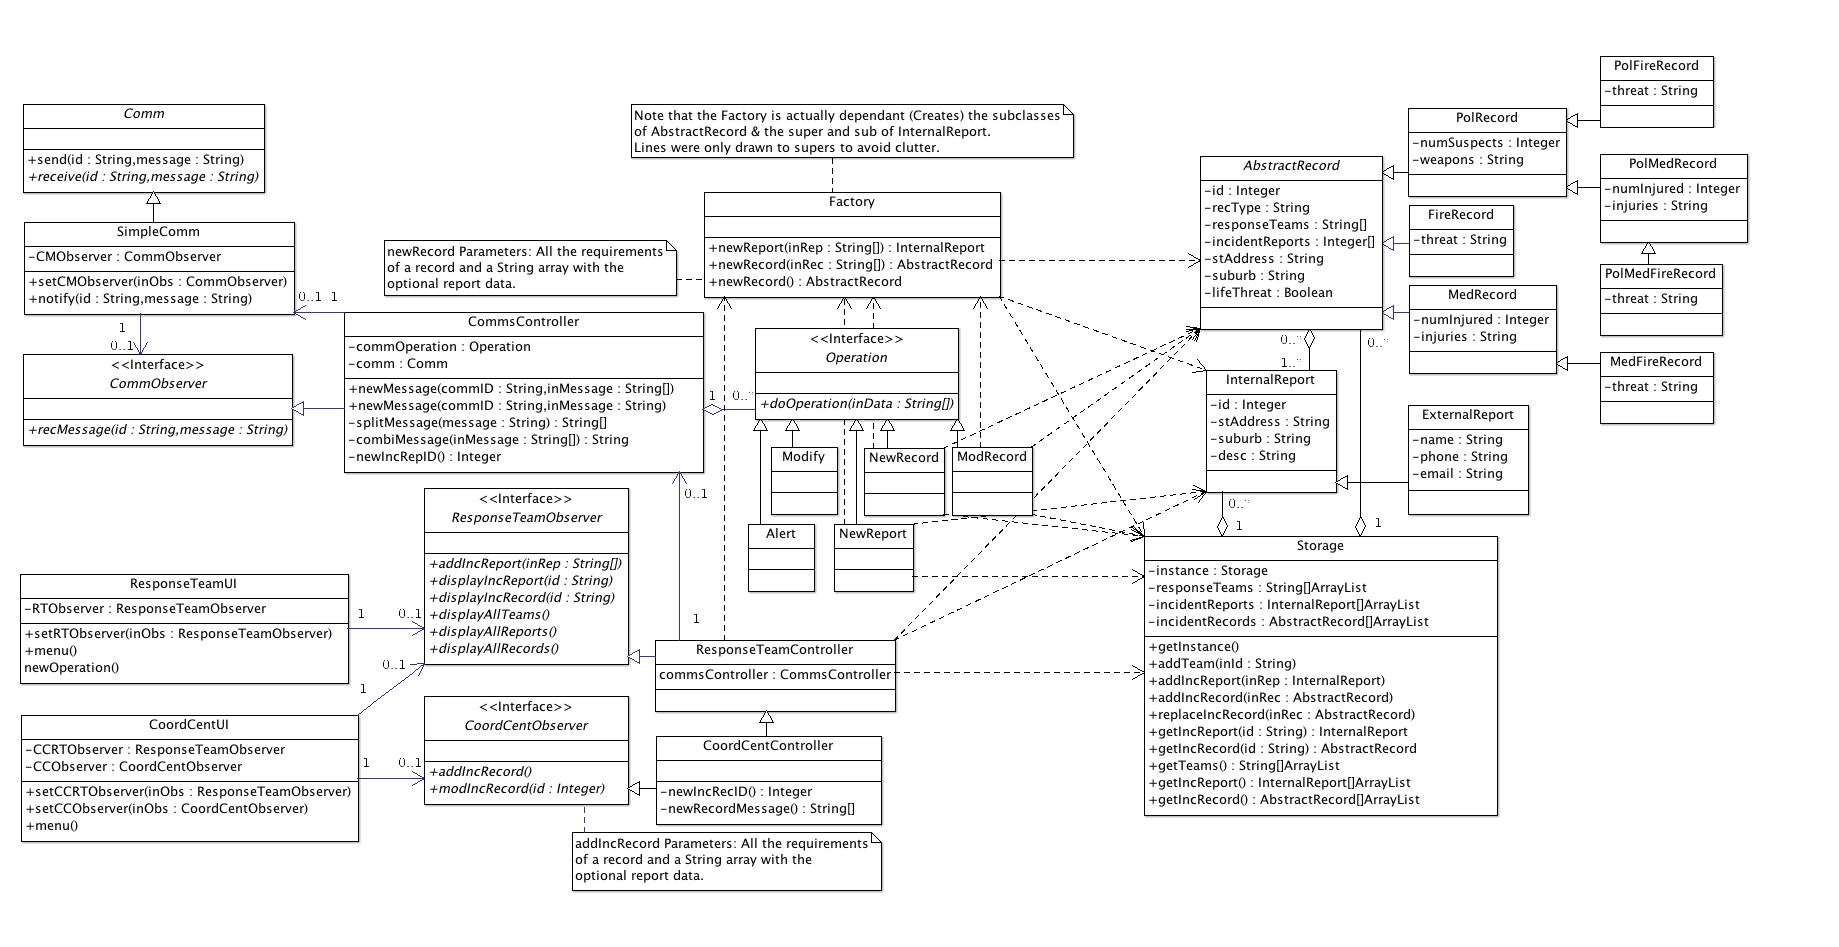 Comm
+send(id : String,message : String)
+receive(id : String,message : String)
SimpleComm
-CMObserver : CommObserver
+setCMObserver(inObs : CommObserver)
+notify(id : String,message : String)
0..1 1
1
0..1
<<Interface>>
CommObserver
+recMessage(id : String,message : String)
newRecord Parameters: All the requirements
of a record and a String array with the
optional report data.
CommsController
-commOperation : Operation
-comm : Comm
+newMessage(commID : String,inMessage : String[])
+newMessage(commID : String,inMessage : String)
-splitMessage(message : String) : String[]
-combiMessage(inMessage : String[]) : String
-newIncRepID() : Integer
1 0..*
0..1
1
Note that the Factory is actually dependant (Creates) the subclasses
of AbstractRecord & the super and sub of InternalReport.
Lines were only drawn to supers to avoid clutter.
Factory
+newReport(inRep : String[]) : InternalReport
+newRecord(inRec : String[]) : AbstractRecord
+newRecord() : AbstractRecord
<<Interface>>
Operation
+doOperation(inData : String[])
Modify
NewRecord
ModRecord
Alert
NewReport
<<Interface>>
ResponseTeamObserver
+addIncReport(inRep : String[])
+displayIncReport(id : String)
+displayIncRecord(id : String)
+displayAllTeams()
+displayAllReports()
+displayAllRecords()
ResponseTeamUI
-RTObserver : ResponseTeamObserver
+setRTObserver(inObs : ResponseTeamObserver)
+menu()
newOperation()
1 0..1
0..1
1
CoordCentUI
-CCRTObserver : ResponseTeamObserver
-CCObserver : CoordCentObserver
+setCCRTObserver(inObs : ResponseTeamObserver)
+setCCObserver(inObs : CoordCentObserver)
+menu()
1 0..1
<<Interface>>
CoordCentObserver
+addIncRecord()
+modIncRecord(id : Integer)
ResponseTeamController
commsController : CommsController
CoordCentController
-newIncRecID() : Integer
-newRecordMessage() : String[]
addIncRecord Parameters: All the requirements
of a record and a String array with the
optional report data.
AbstractRecord
-id : Integer
-recType : String
-responseTeams : String[]
-incidentReports : Integer[]
-stAddress : String
-suburb : String
-lifeThreat : Boolean
0..*
1..*
0..*
InternalReport
-id : Integer
-stAddress : String
-suburb : String
-desc : String
0..*
1
1
Storage
-instance : Storage
-responseTeams : String[]ArrayList
-incidentReports : InternalReport[]ArrayList
-incidentRecords : AbstractRecord[]ArrayList
+getInstance()
+addTeam(inId : String)
+addIncReport(inRep : InternalReport)
+addIncRecord(inRec : AbstractRecord)
+replaceIncRecord(inRec : AbstractRecord)
+getIncReport(id : String) : InternalReport
+getIncRecord(id : String) : AbstractRecord
+getTeams() : String[]ArrayList
+getIncReport() : InternalReport[]ArrayList
+getIncRecord() : AbstractRecord[]ArrayList
PolRecord
-numSuspects : Integer
-weapons : String
FireRecord
-threat : String
MedRecord
-numInjured : Integer
-injuries : String
ExternalReport
-name : String
-phone : String
-email : String
PolFireRecord
-threat : String
PolMedRecord
-numInjured : Integer
-injuries : String
PolMedFireRecord
-threat : String
MedFireRecord
-threat : String